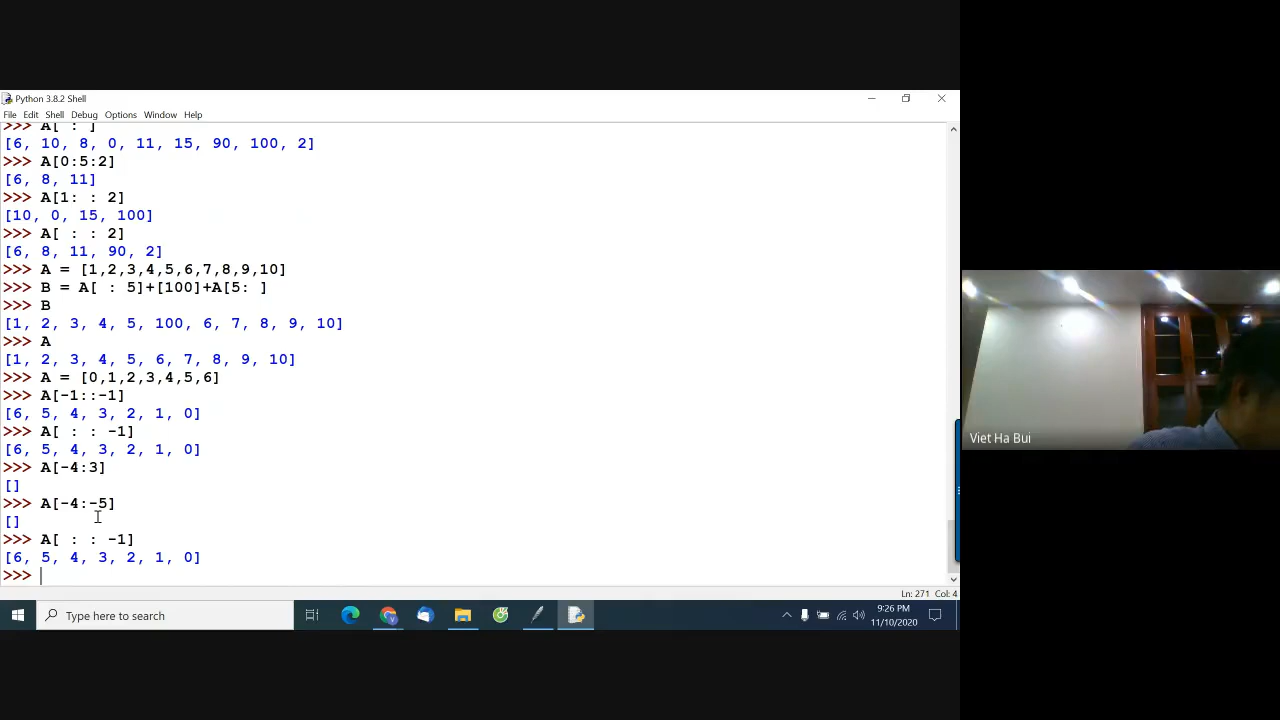 Python 3.8.2 Shell
File Edit Shell Debug Options Window Help
>>> A[ : ]
[6, 10, 8, 0, 11, 15, 90, 100, 2]
>>> A[0:5:2]
[6, 8, 11]
>>> A[1: : 2]
[10, 0, 15, 100]
>>> A[ : : 2]
[6, 8, 11, 90, 2]
>>> A = [1,2,3,4,5,6,7,8,9,10]
>>> B = A[ : 5]+[100]+A[5: ]
>>> B
[1, 2, 3, 4, 5, 100, 6, 7, 8, 9, 10]
>>> A
[1, 2, 3, 4, 5, 6, 7, 8, 9, 10]
>>> A = [0,1,2,3,4,5,6]
>>> A[-1::-1]
[6, 5, 4, 3, 2, 1, 0]
>>> A[ : : -1]
[6, 5, 4, 3, 2, 1, 0]
>>> A[-4:3]
[]
>>> A[-4:-5]
[]
>>> A[ : : -1]
[6, 5, 4, 3, 2, 1, 0]
>>>
Ln: 271 Col: 4
Type here to search
9:26 PM
11/10/2020
Viet Ha Bui